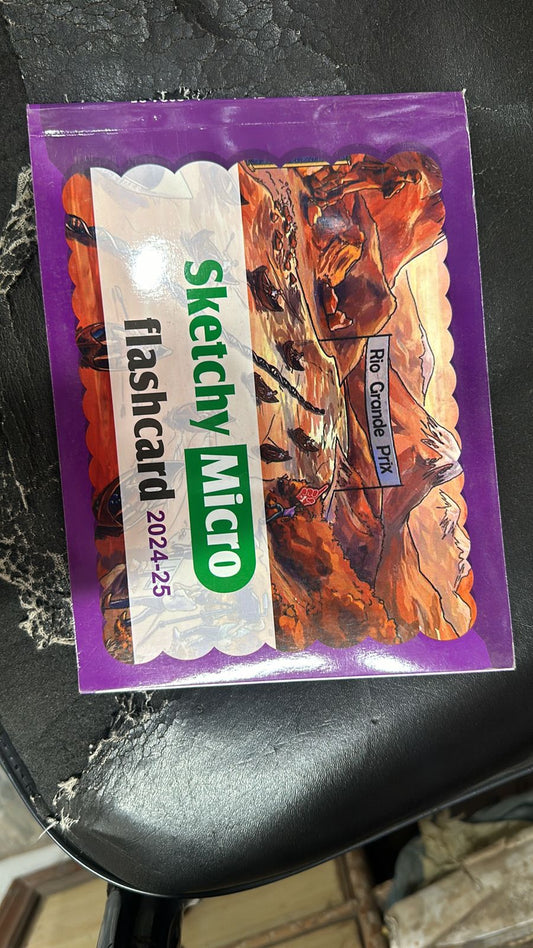 Rio Grande Prix
sketchy Micro
flashcard 2024-25